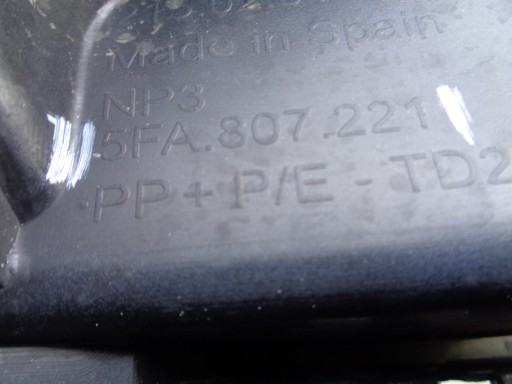 Made in Spain
NP3
5FA.807.221
PP + P/E - TD2